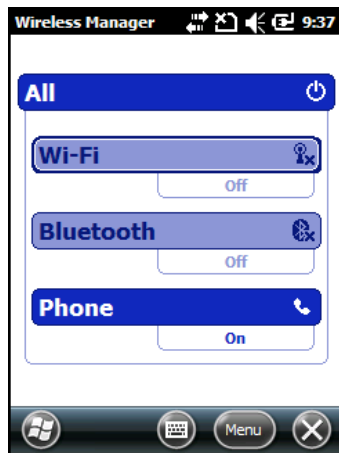 Wireless Manager 9:37
All
Wi-Fi
Off
Bluetooth
Off
Phone
On
Menu